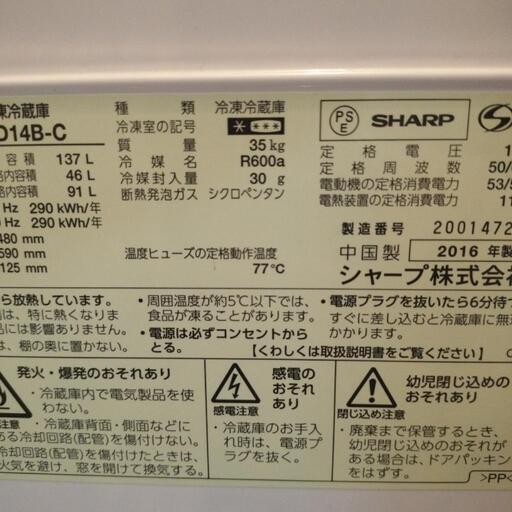 凍冷蔵庫
D14B-C
容積 137 L
格内容積 46 L
格内容積 91 L
Hz 290 kWh/年
Hz 290 kWh/年
480 mm
590 mm
125 mm
種類 冷凍冷蔵庫
冷凍室の記号
質量 35kg
冷媒名 R600a
冷媒封入量 30 g
断熱発泡ガス シクロペンタン
温度ヒューズの定格動作温度
77℃
PSE SHARP
定格電圧 1
定格周波数 50/
電動機の定格消費電力 53/5
電熱装置の定格消費電力 11
製造番号 2001472
中国製 2016 年製
シャープ株式会
ら放熱しています。
は、特に熱くなりま
品には影響ありません。
は、棚の奥に置かない。
・周囲温度が約5℃以下では、
食品が凍ることがあります。
・電源は必ずコンセントから
とる。
・電源プラグを抜いたら6分待
すぐに差し込むと冷蔵庫に無
かかります。
【くわしくは取扱説明書をご覧ください】
発火・爆発のおそれあり
・冷蔵庫内で電気製品を使
わない。
・冷蔵庫背面・側面などに
ある冷却回路(配管)を傷付けない。
冷却回路(配管)を傷付けたときは、
火気を避け、窓を開けて換気する。
感電の
おそれ
あり
感電注意
・冷蔵庫のお手
入れ時は、電源プ
ラグを抜く。
幼児閉じ込めの
おそれあり
閉じ込め注意
・廃棄まで保管するとき、
幼児閉じ込めのおそれが
ある場合は、ドアパッキン
をはずす。
>PP<